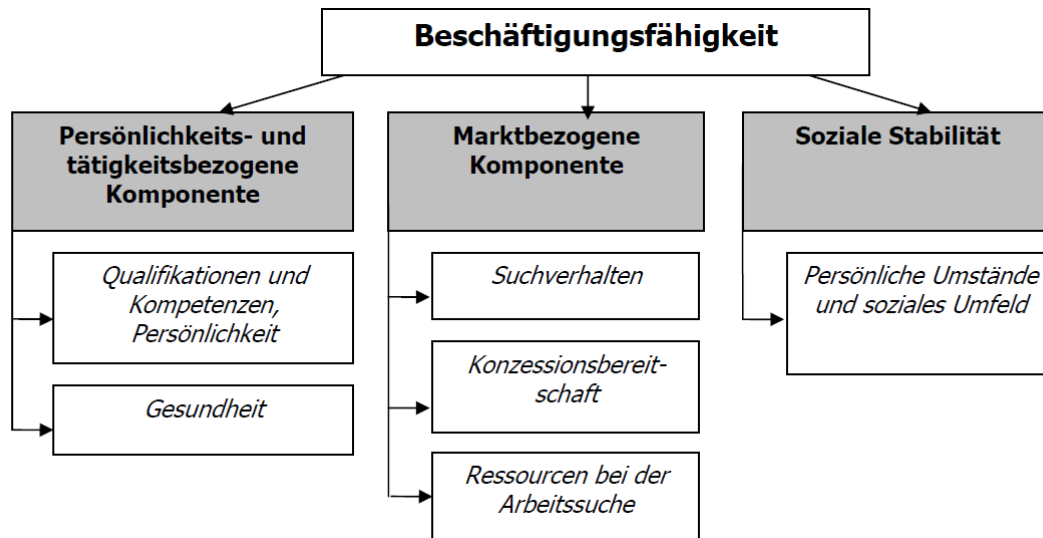 Beschäftigungsfähigkeit
Persönlichkeits- und
tätigkeitsbezogene
Komponente
Qualifikationen und
Kompetenzen,
Persönlichkeit
Gesundheit
Marktbezogene
Komponente
Suchverhalten
Konzessionsbereit-
schaft
Ressourcen bei der
Arbeitssuche
Soziale Stabilität
Persönliche Umstände
und soziales Umfeld